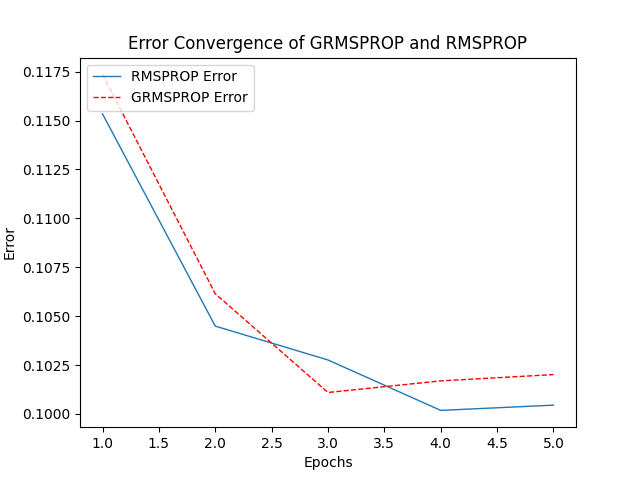 Error Convergence of GRMSPROP and RMSPROP
RMSPROP Error
GRMSPROP Error
0.1175
0.1150
0.1125
0.1100
0.1075
0.1050
0.1025
0.1000
Error
1.0 1.5 2.0 2.5 3.0 3.5 4.0 4.5 5.0
Epochs